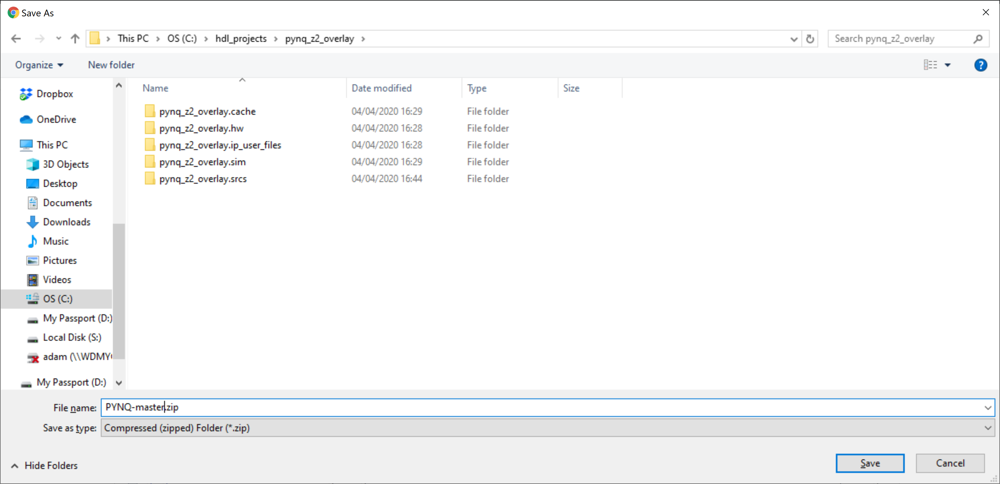 Save As
This PC > OS (C:) > hdl_projects > pynq_z2_overlay >
Search pynq_z2_overlay
Organize
New folder
?
Dropbox
OneDrive
This PC
3D Objects
Desktop
Documents
Downloads
Music
Pictures
Videos
OS (C:)
My Passport (D:)
Local Disk (S:)
adam (\\WDMY
My Passport (D:)
Name Date modified Type Size
pynq_z2_overlay.cache 04/04/2020 16:29 File folder
pynq_z2_overlay.hw 04/04/2020 16:28 File folder
pynq_z2_overlay.ip_user_files 04/04/2020 16:28 File folder
pynq_z2_overlay.sim 04/04/2020 16:29 File folder
pynq_z2_overlay.srcs 04/04/2020 16:44 File folder
File name: PYNQ-master.zip
Save as type: Compressed (zipped) Folder (*.zip)
Hide Folders
Save
Cancel